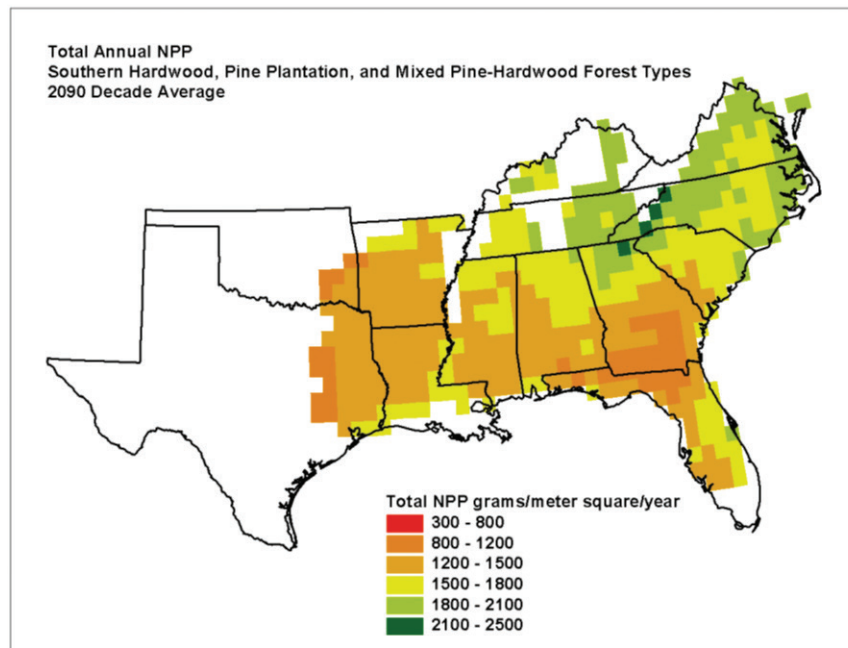 Total Annual NPP
Southern Hardwood, Pine Plantation, and Mixed Pine-Hardwood Forest Types
2090 Decade Average
Total NPP grams/meter square/year
300 - 800
800 - 1200
1200 - 1500
1500 - 1800
1800 - 2100
2100 - 2500